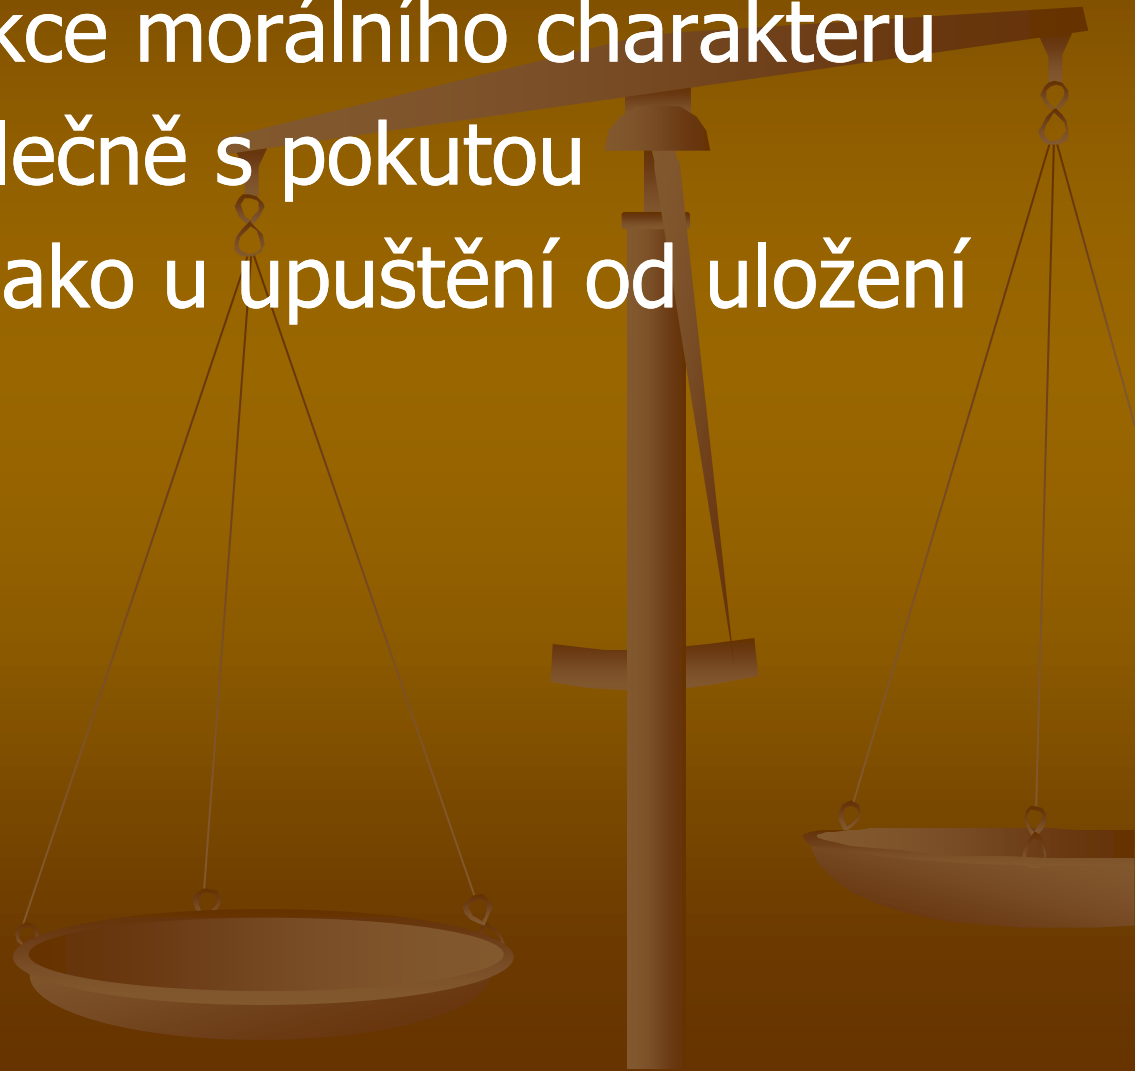 kce morálního charakteru
lečně s pokutou
ako u upuštění od uložení